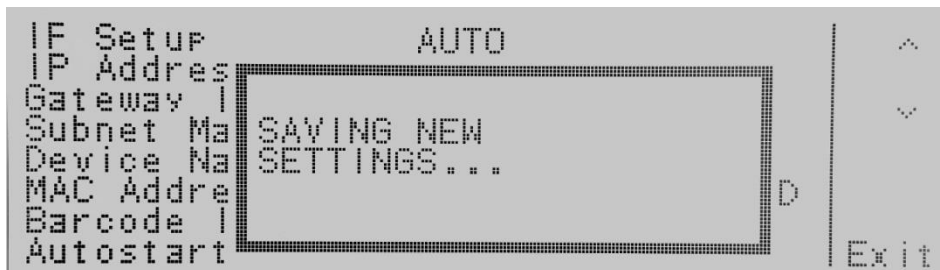 IF Setup AUTO
IP Addres
Gateway I
Subnet Ma
Device Na
MAC Addre D
Barcode I
Autostart
SAVING NEW
SETTINGS...
Exit